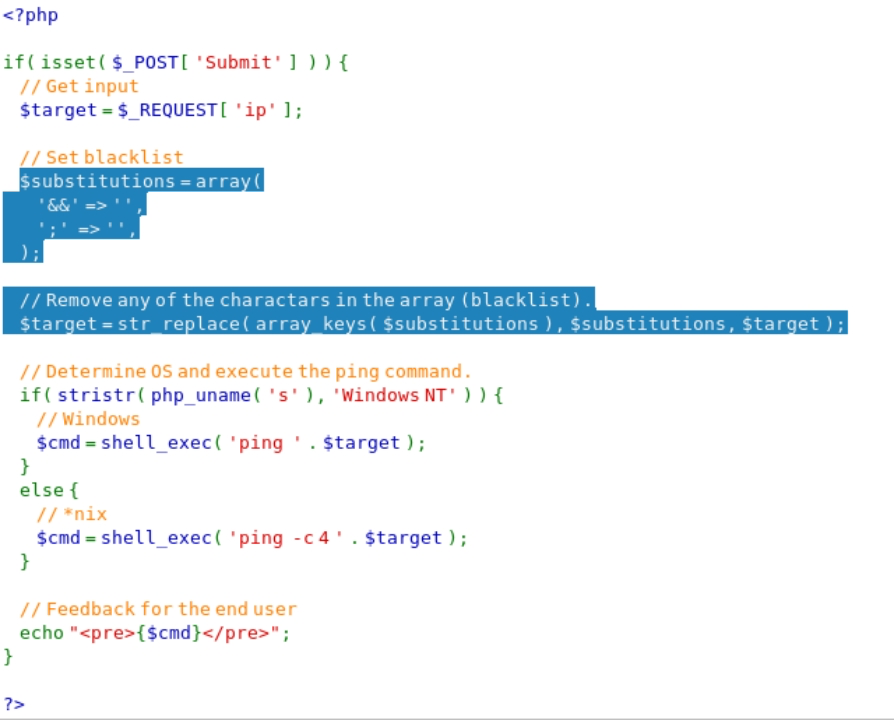 <?php
if( isset( $_POST[ 'Submit' ] ) ) {
// Get input
$target = $_REQUEST[ 'ip' ];
// Set blacklist
$substitutions = array(
'&&' => '',
';' => '',
);
// Remove any of the charactars in the array (blacklist).
$target = str_replace( array_keys( $substitutions ), $substitutions, $target );
// Determine OS and execute the ping command.
if( stristr( php_uname( 's' ), 'Windows NT' ) ) {
// Windows
$cmd = shell_exec( 'ping ' . $target );
}
else {
// *nix
$cmd = shell_exec( 'ping -c 4 ' . $target );
}
// Feedback for the end user
echo "<pre>{$cmd}</pre>";
}
?>